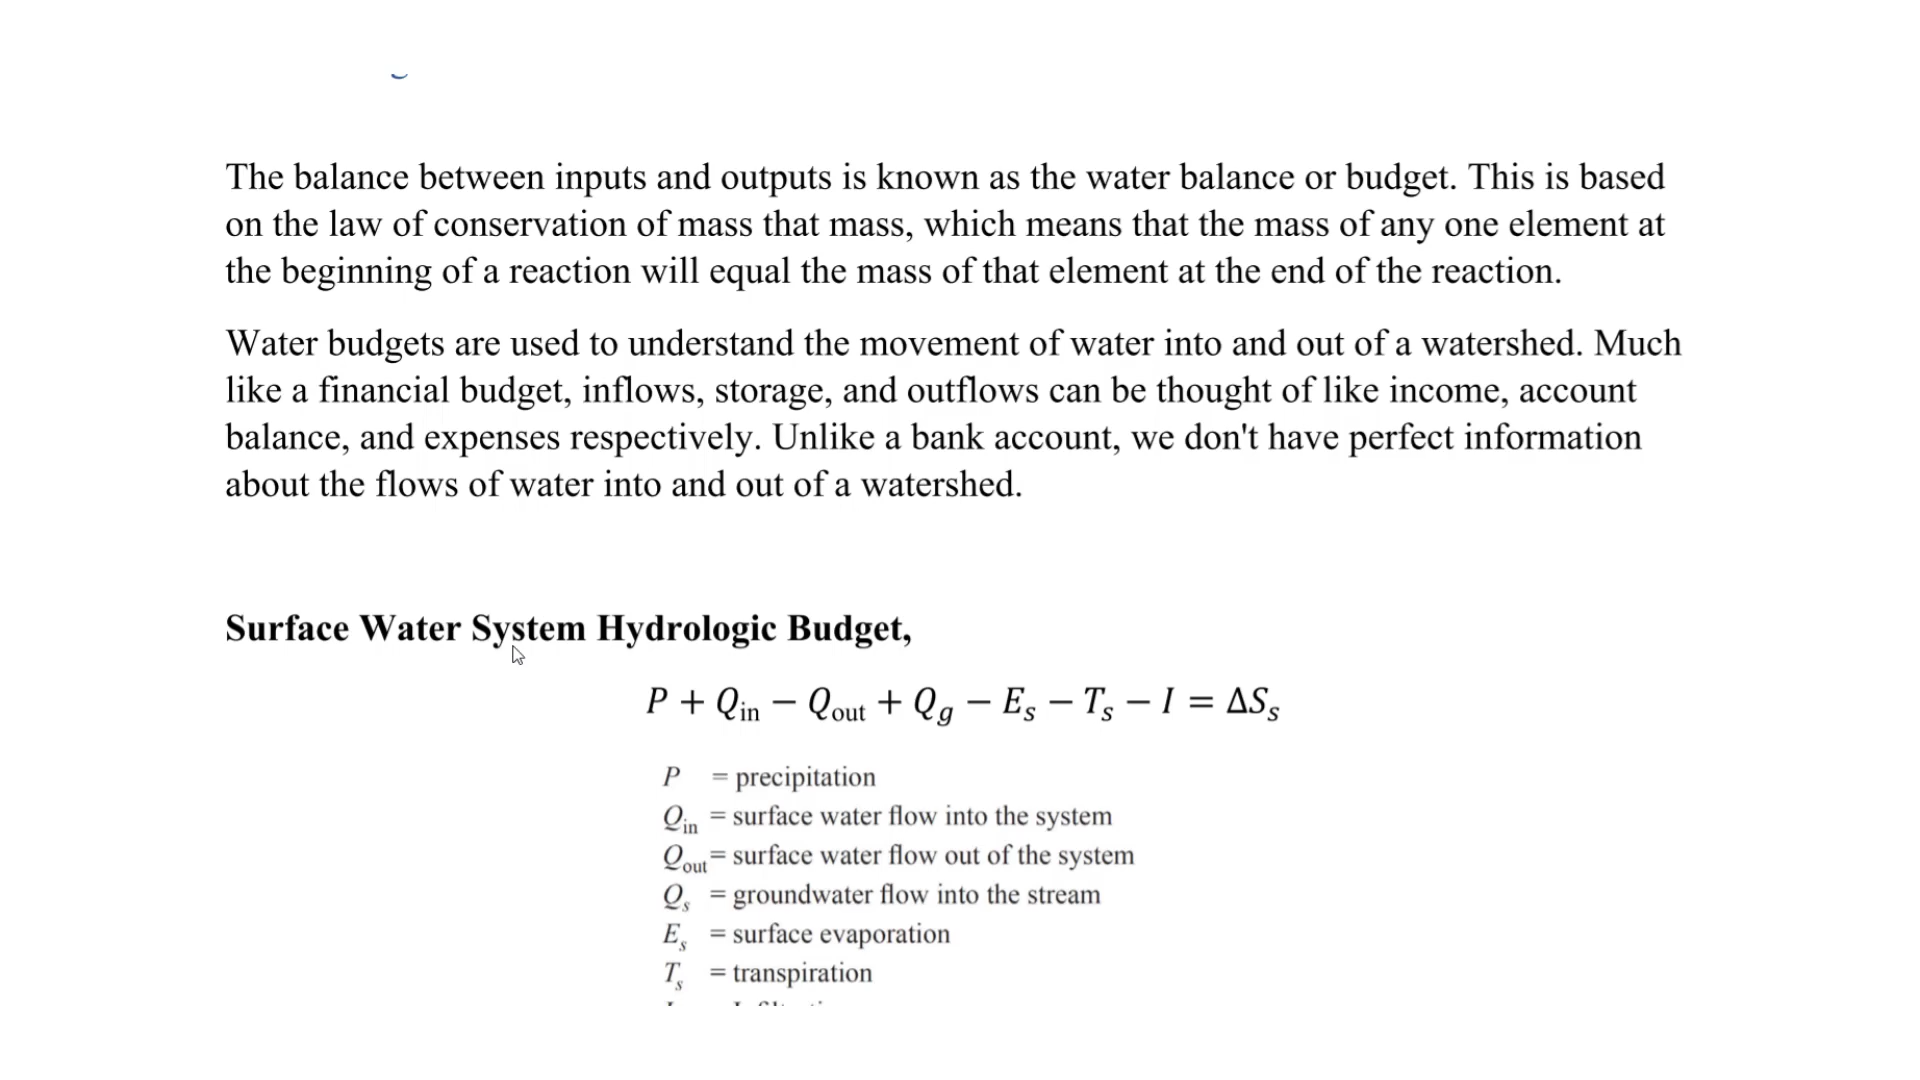 The balance between inputs and outputs is known as the water balance or budget. This is based
on the law of conservation of mass that mass, which means that the mass of any one element at
the beginning of a reaction will equal the mass of that element at the end of the reaction.
Water budgets are used to understand the movement of water into and out of a watershed. Much
like a financial budget, inflows, storage, and outflows can be thought of like income, account
balance, and expenses respectively. Unlike a bank account, we don't have perfect information
about the flows of water into and out of a watershed.
Surface Water System Hydrologic Budget,
P + Q_in − Q_out + Q_g − E_s − T_s − I = ΔS_s
P = precipitation
Q_in = surface water flow into the system
Q_out = surface water flow out of the system
Q_s = groundwater flow into the stream
E_s = surface evaporation
T_s = transpiration